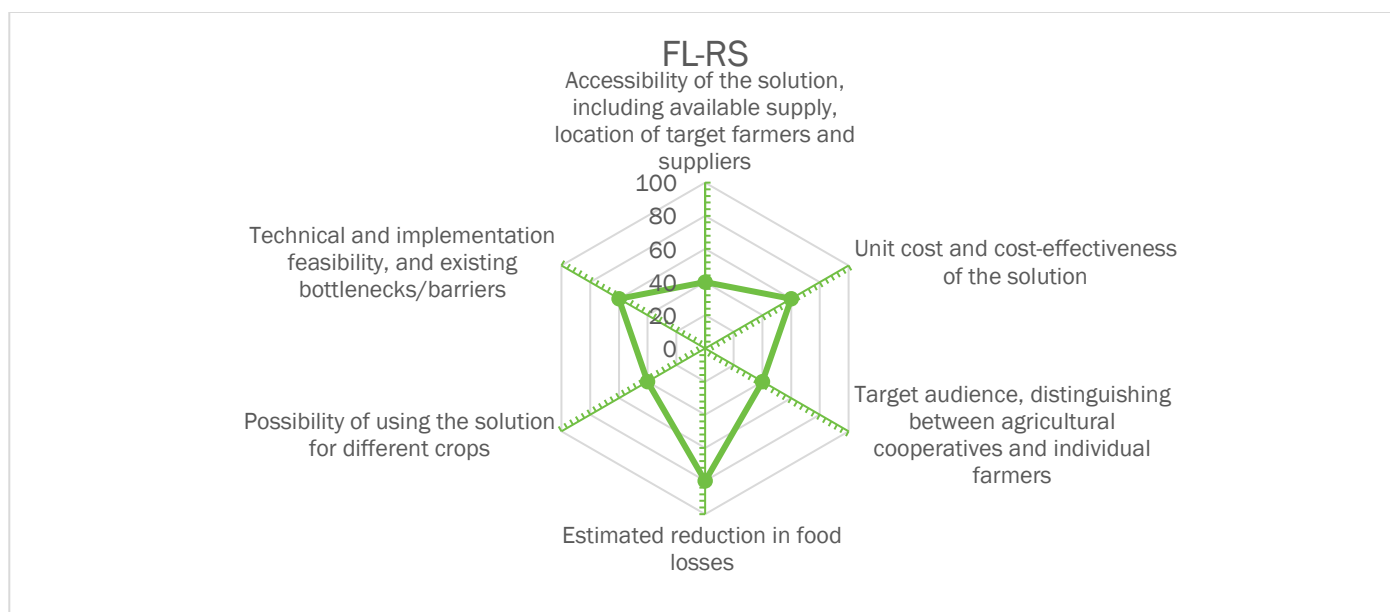 FL-RS
Accessibility of the solution,
including available supply,
location of target farmers and
suppliers
100
80
60
40
20
0
Unit cost and cost-effectiveness
of the solution
Target audience, distinguishing
between agricultural
cooperatives and individual
farmers
Estimated reduction in food
losses
Possibility of using the solution
for different crops
Technical and implementation
feasibility, and existing
bottlenecks/barriers